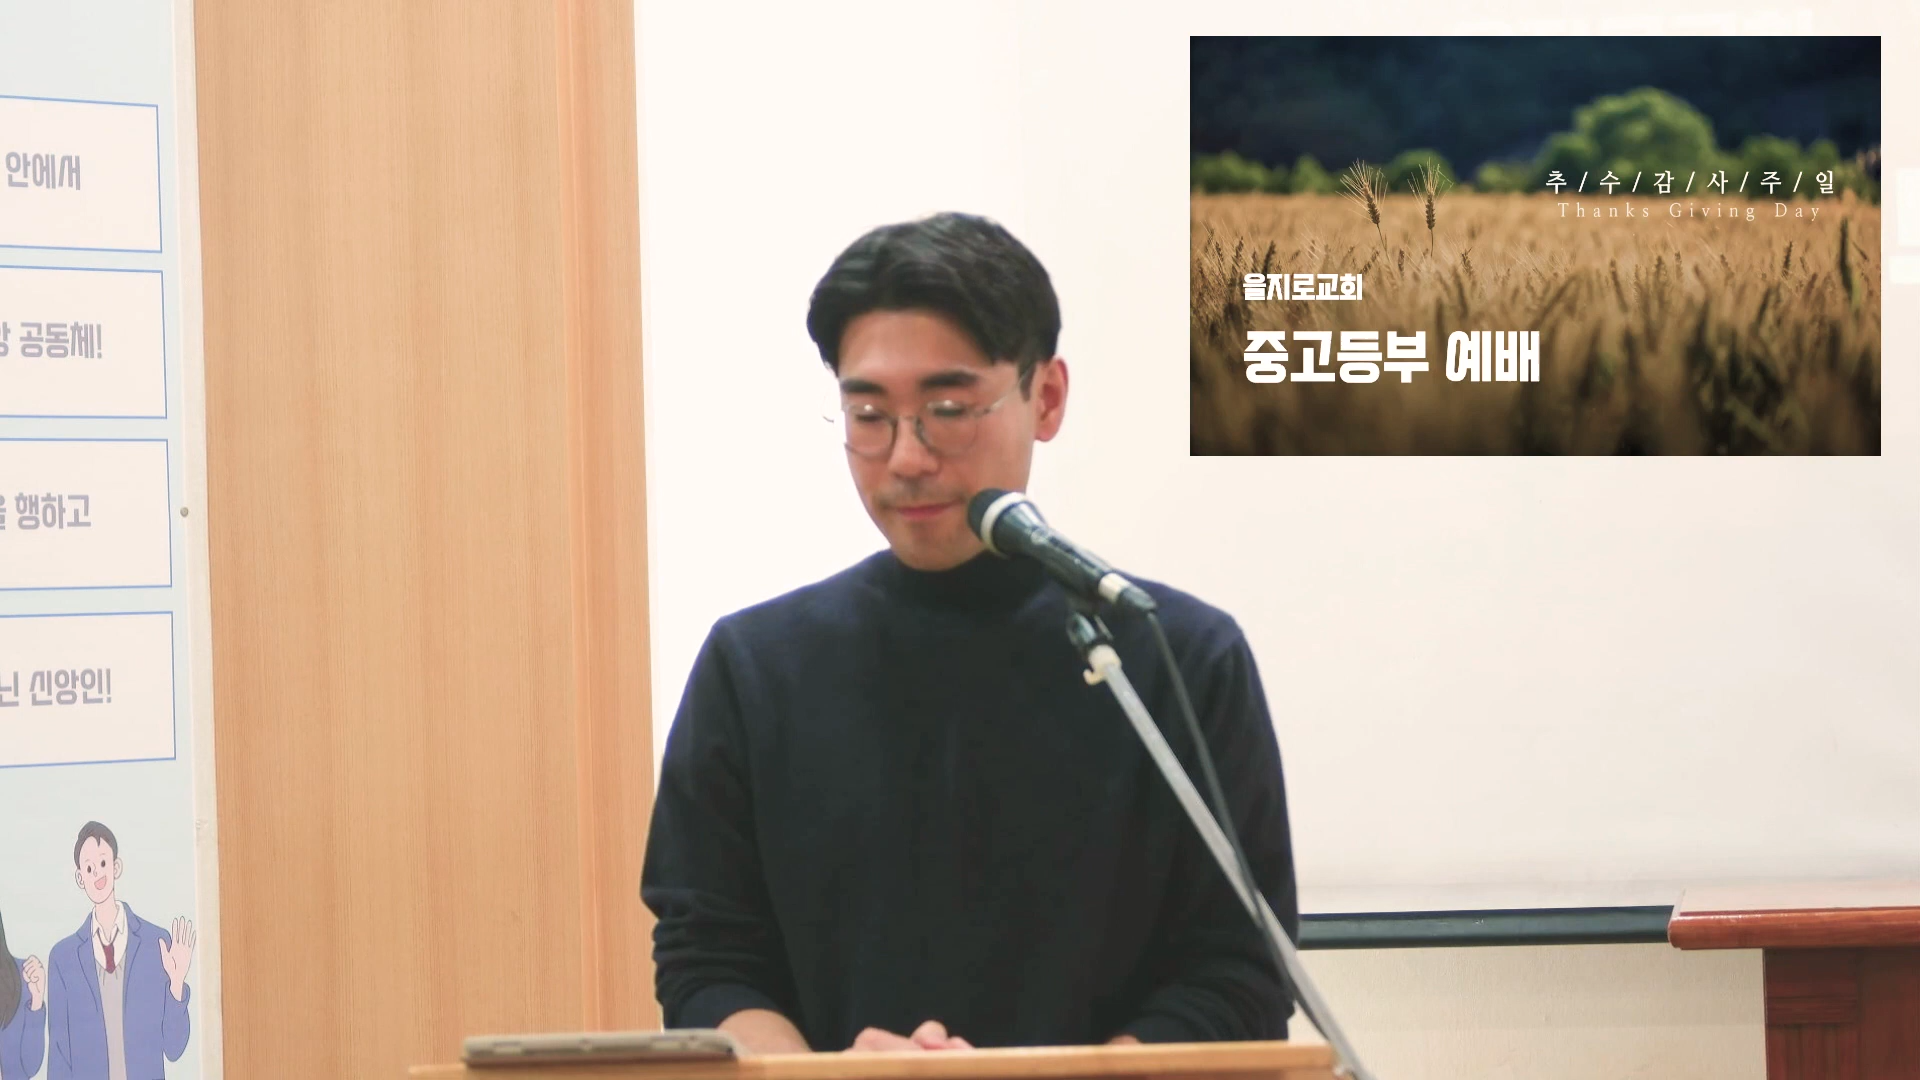 안에서
공동체!
행하고
신앙인!
추/수/감/사/주/일
Thanks Giving Day
을지로교회
중고등부 예배